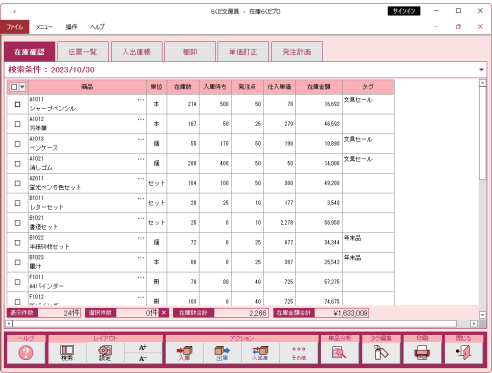 らくだ文房具 - 在庫らくだプロ
サインイン
ファイル メニュー 操作 ヘルプ
在庫確認 伝票一覧 入出庫帳 棚卸 単価訂正 発注計画
検索条件：2023/10/30
商品 単位 在庫数 入庫待ち 発注点 仕入単価 在庫金額 タグ
A1011 … 文具セール
シャープペンシル 本 214 500 50 78 16,692
A1012 …
万年筆 本 167 50 25 279 46,593
A1013 … 文具セール
ペンケース 個 55 170 50 198 10,890
A1021 … 文具セール
消しゴム 個 280 400 50 50 14,000
A2011 …
蛍光ペン5色セット セット 164 100 50 300 49,200
B1011 …
レターセット セット 20 25 10 177 3,540
B1021 …
書道セット セット 25 0 10 2,278 56,950
B1022 … 年末品
半紙50枚セット 個 72 0 25 477 34,344
B1023 … 年末品
墨汁 本 66 0 25 387 25,542
F1011 …
A4バインダー 冊 79 80 40 725 57,275
F1012 …
冊 103 0 40 725 74,675
表示件数 24件 選択件数 0件 × 在庫数合計 2,266 在庫金額合計 ¥1,633,009
ヘルプ レイアウト アクション 単品分析 タグ編集 印刷 閉じる
検索 設定 A+ A- 入庫 出庫 入出庫 その他